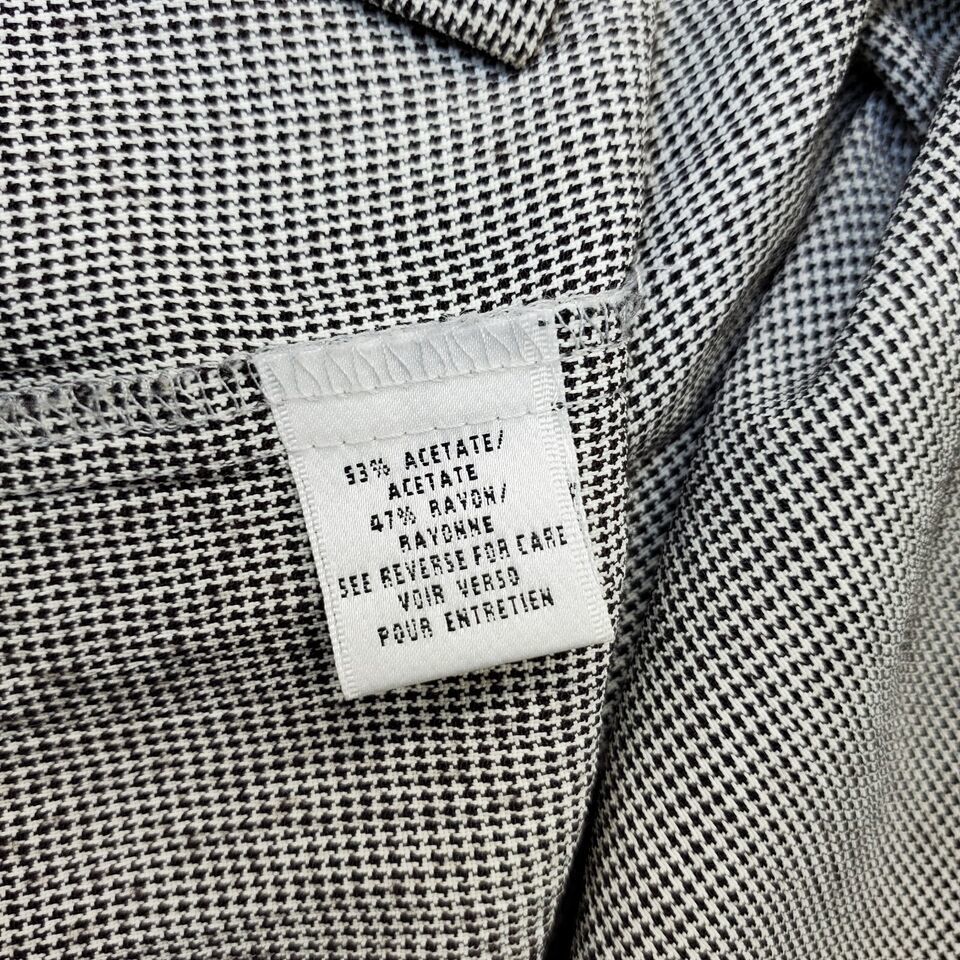 53% ACETATE/
ACETATE
47% RAYON/
RAYONNE
SEE REVERSE FOR CARE
VOIR VERSO
POUR ENTRETIEN